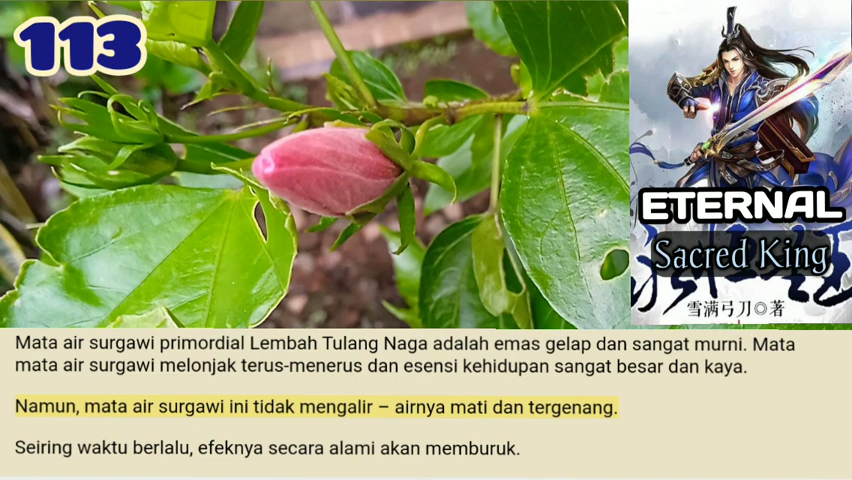 113
ETERNAL
Sacred King
雪满弓刀◎著
Mata air surgawi primordial Lembah Tulang Naga adalah emas gelap dan sangat murni. Mata
mata air surgawi melonjak terus-menerus dan esensi kehidupan sangat besar dan kaya.
Namun, mata air surgawi ini tidak mengalir – airnya mati dan tergenang.
Seiring waktu berlalu, efeknya secara alami akan memburuk.